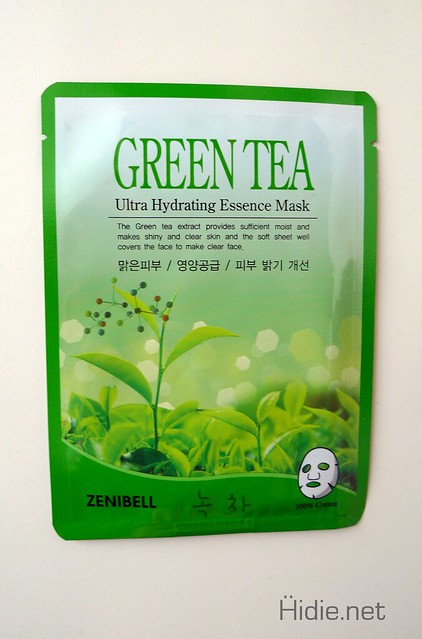 GREEN TEA
Ultra Hydrating Essence Mask
The Green tea extract provides sufficient moist and
makes shiny and clear skin and the soft sheet well
covers the face to make clear face.
맑은피부 / 영양공급 / 피부 밝기 개선
ZENIBELL
녹 차
100% Cotton
Hidie.net